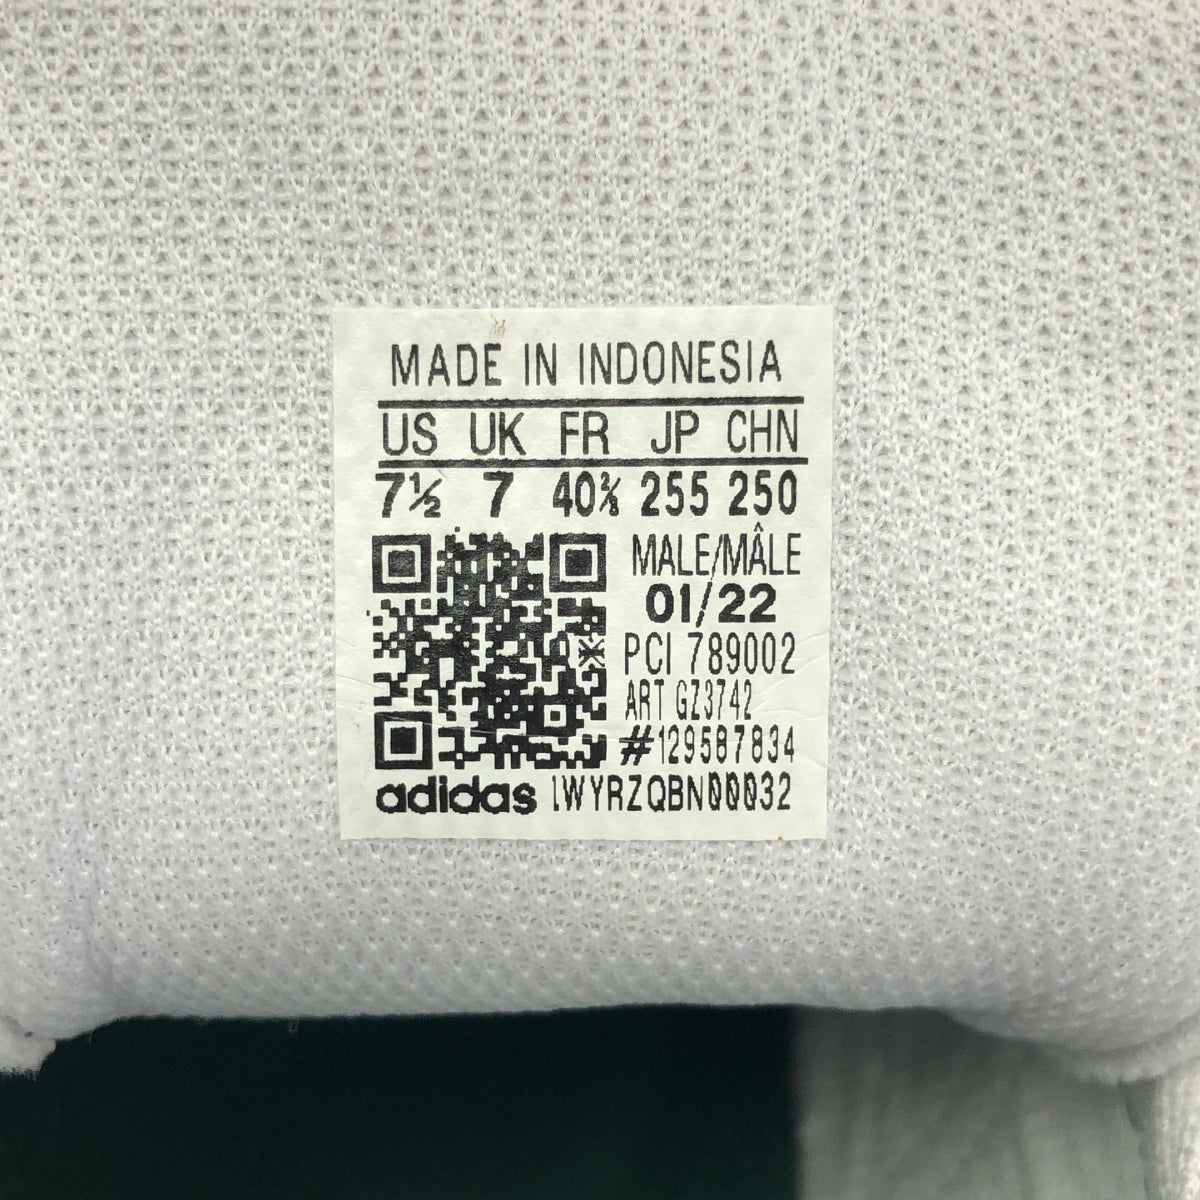 MADE IN INDONESIA
US UK FR JP CHN
7½ 7 40⅔ 255 250
MALE/MÂLE
01/22
PCI 789002
ART GZ3742
#129587834
adidas 1WYRZQBN00032